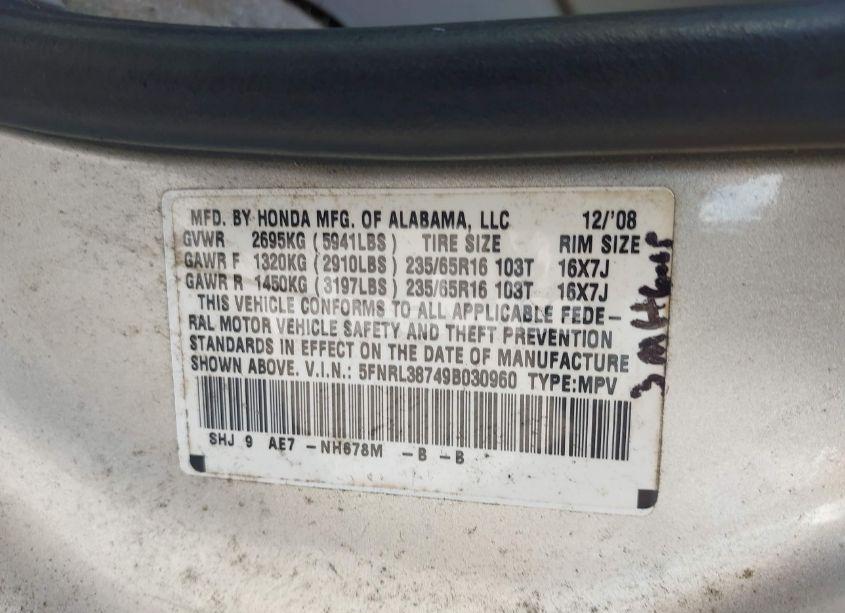 MFD. BY HONDA MFG. OF ALABAMA, LLC 12/'08
GVWR 2695KG (5941LBS) TIRE SIZE RIM SIZE
GAWR F 1320KG (2910LBS) 235/65R16 103T 16X7J
GAWR R 1450KG (3197LBS) 235/65R16 103T 16X7J
THIS VEHICLE CONFORMS TO ALL APPLICABLE FEDE-
RAL MOTOR VEHICLE SAFETY AND THEFT PREVENTION
STANDARDS IN EFFECT ON THE DATE OF MANUFACTURE
SHOWN ABOVE. V.I.N.: 5FNRL38749B030960 TYPE:MPV
SHJ 9 AE7 -NH678M -B -B